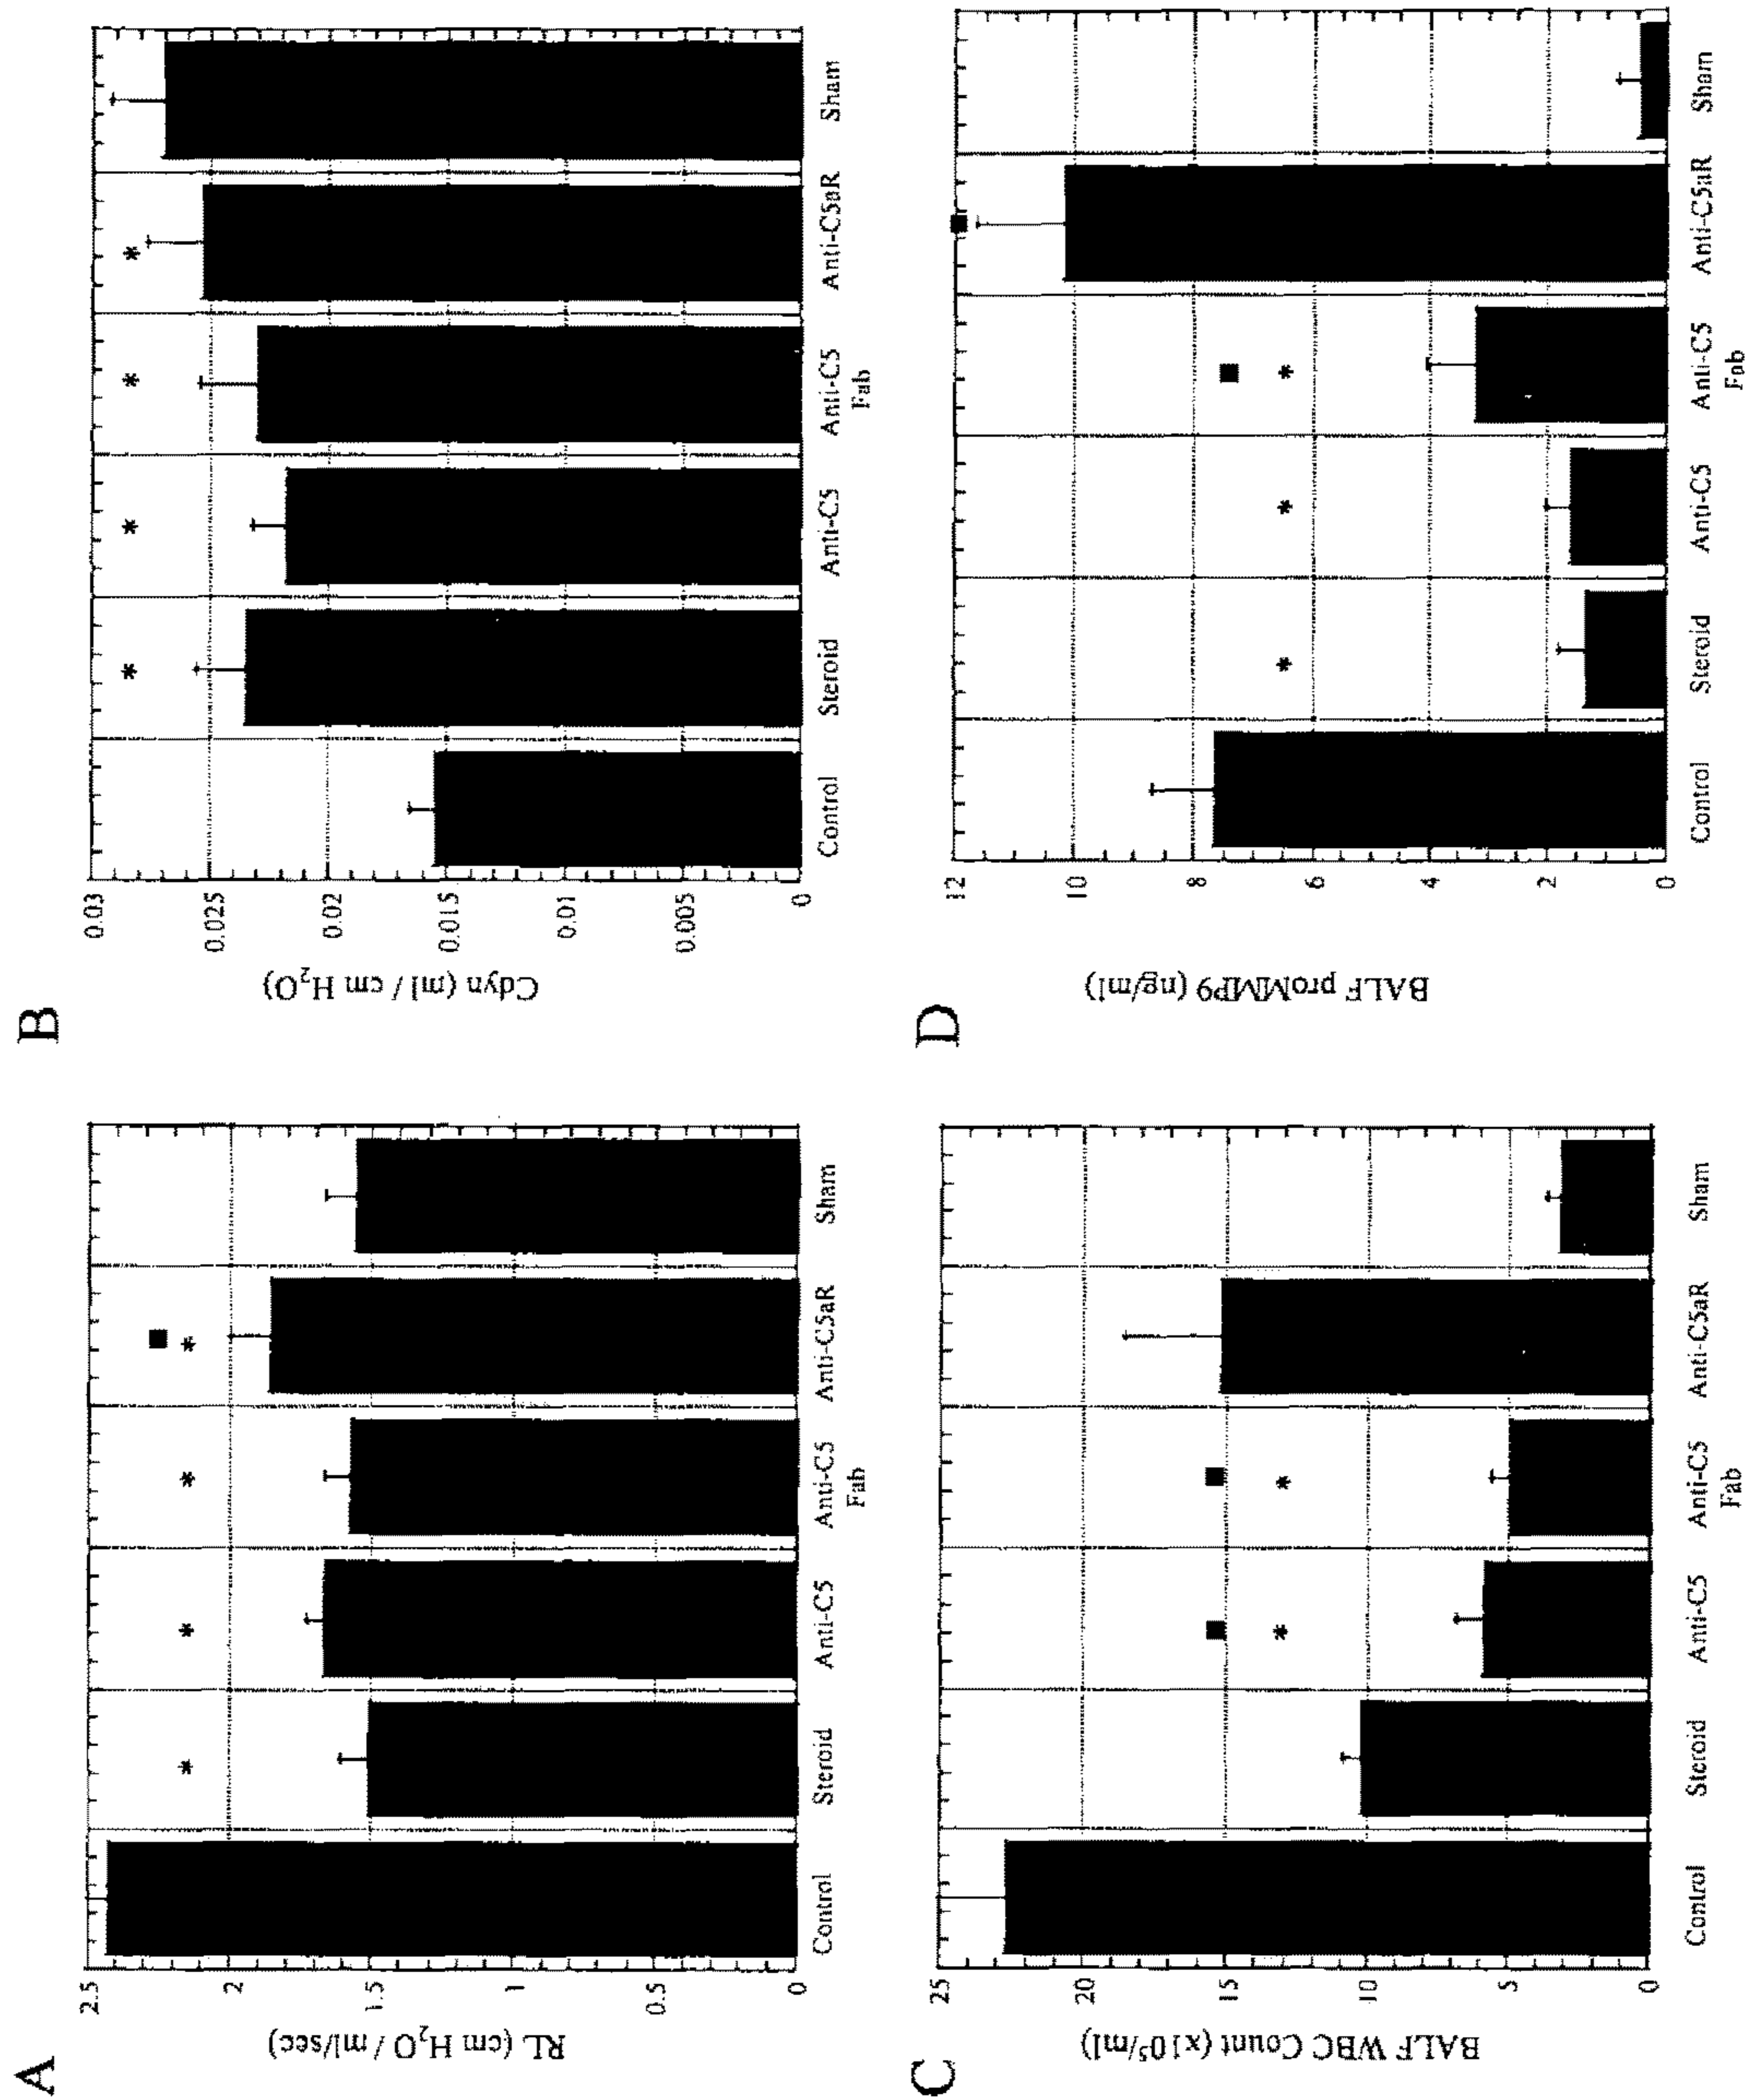 A
RL (cm H₂O / ml/sec)
2.5
2
1.5
1
0.5
0
Control
Steroid
Anti-C5
Anti-C5
Fab
Anti-C5aR
Sham
* * * * ■ *
B
Cdyn (ml / cm H₂O)
0.03
0.025
0.02
0.015
0.01
0.005
0
Control
Steroid
Anti-C5
Anti-C5
Fab
Anti-C5aR
Sham
* * * *
C
BALF WBC Count (x10⁵/ml)
25
20
15
10
5
0
Control
Steroid
Anti-C5
Anti-C5
Fab
Anti-C5aR
Sham
■ * ■ *
D
BALF proMMP9 (ng/ml)
12
10
8
6
4
2
0
Control
Steroid
Anti-C5
Anti-C5
Fab
Anti-C5aR
Sham
* * ■ * ■